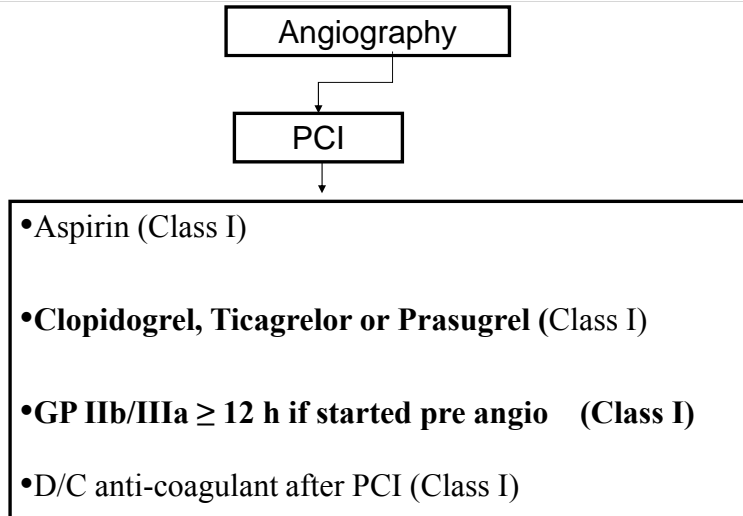 Angiography
PCI
•Aspirin (Class I)
•Clopidogrel, Ticagrelor or Prasugrel (Class I)
•GP IIb/IIIa ≥ 12 h if started pre angio (Class I)
•D/C anti-coagulant after PCI (Class I)